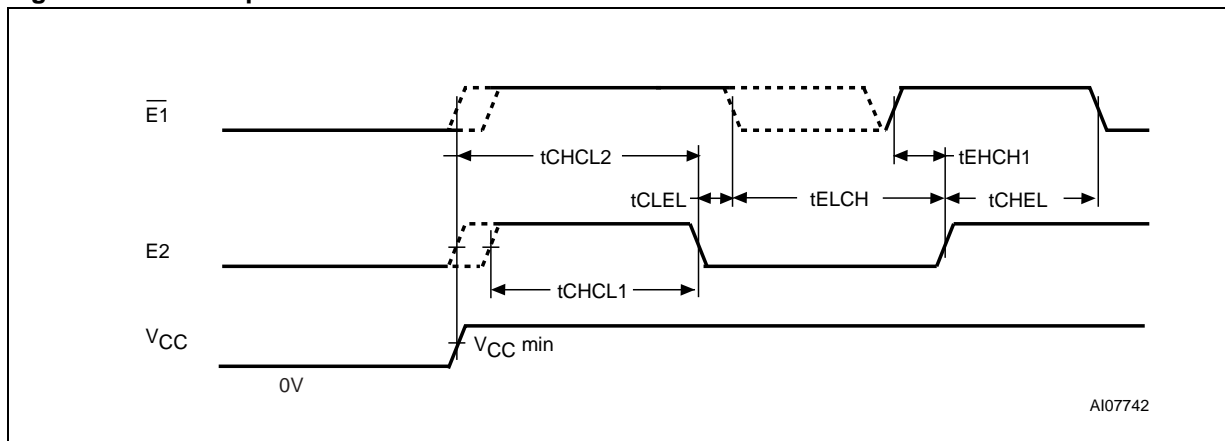 E1
tCHCL2
tEHCH1
tCLEL
tELCH
tCHEL
E2
tCHCL1
VCC
VCC min
0V
AI07742